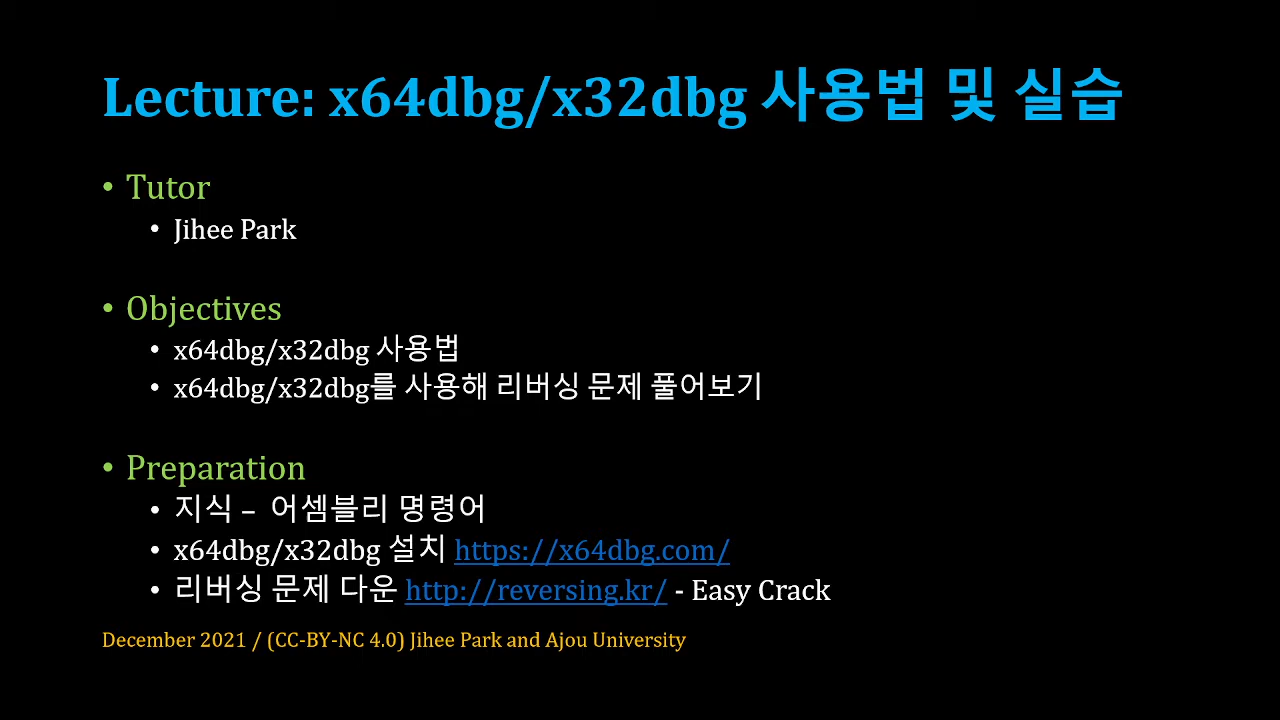 Lecture: x64dbg/x32dbg 사용법 및 실습
• Tutor
• Jihee Park
• Objectives
• x64dbg/x32dbg 사용법
• x64dbg/x32dbg를 사용해 리버싱 문제 풀어보기
• Preparation
• 지식 – 어셈블리 명령어
• x64dbg/x32dbg 설치 https://x64dbg.com/
• 리버싱 문제 다운 http://reversing.kr/ - Easy Crack
December 2021 / (CC-BY-NC 4.0) Jihee Park and Ajou University